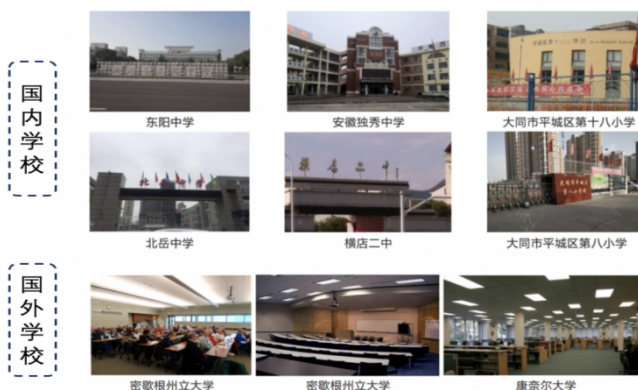 国内学校
东阳中学
安徽独秀中学
大同市平城区第十八小学
北岳中学
横店二中
大同市平城区第八小学
国外学校
密歇根州立大学
密歇根州立大学
康奈尔大学